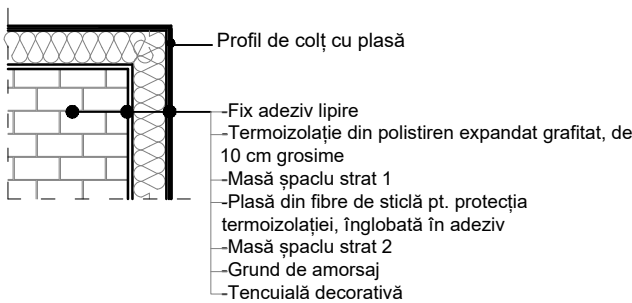 Profil de colț cu plasă
-Fix adeziv lipire
-Termoizolație din polistiren expandat grafitat, de
10 cm grosime
-Masă șpaclu strat 1
-Plasă din fibre de sticlă pt. protecția
termoizolației, înglobată în adeziv
-Masă șpaclu strat 2
-Grund de amorsaj
-Tencuială decorativă